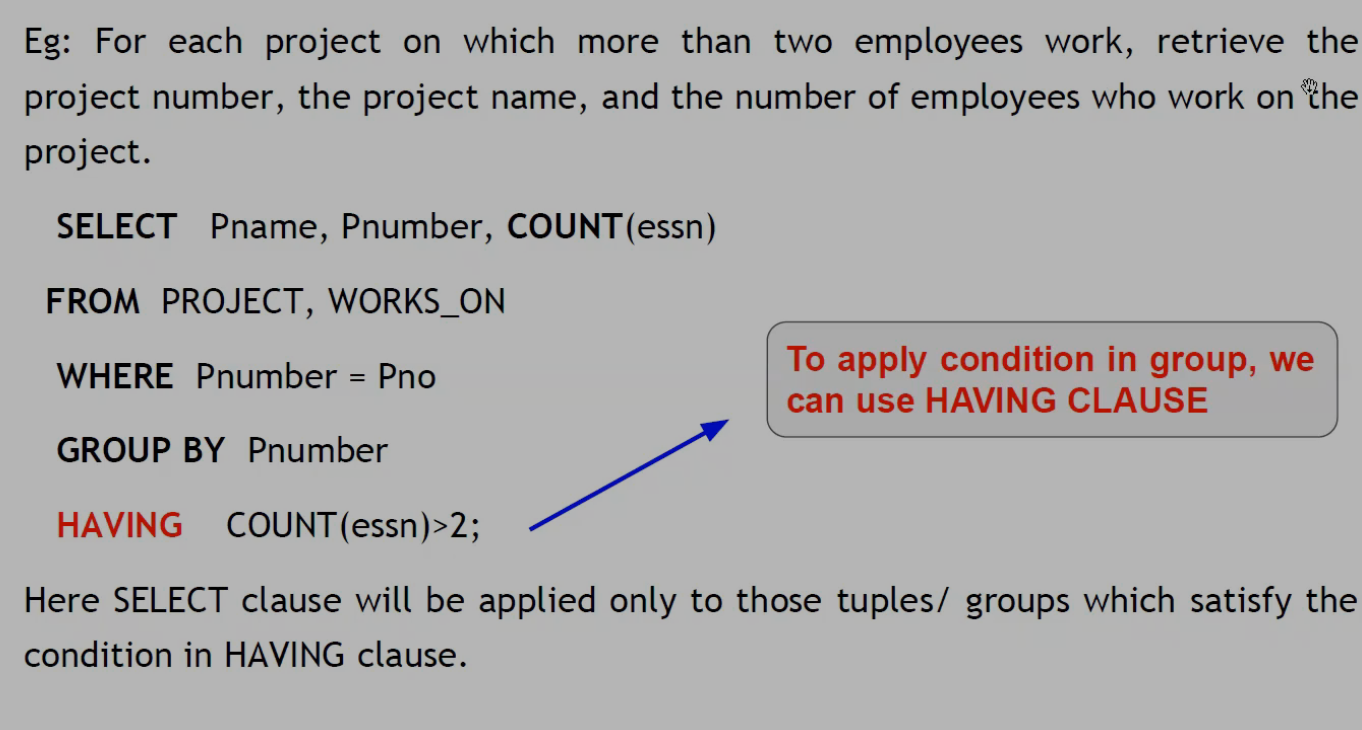 Eg: For each project on which more than two employees work, retrieve the
project number, the project name, and the number of employees who work on the
project.
SELECT Pname, Pnumber, COUNT(essn)
FROM PROJECT, WORKS_ON
WHERE Pnumber = Pno
GROUP BY Pnumber
HAVING COUNT(essn)>2;
To apply condition in group, we
can use HAVING CLAUSE
Here SELECT clause will be applied only to those tuples/ groups which satisfy the
condition in HAVING clause.